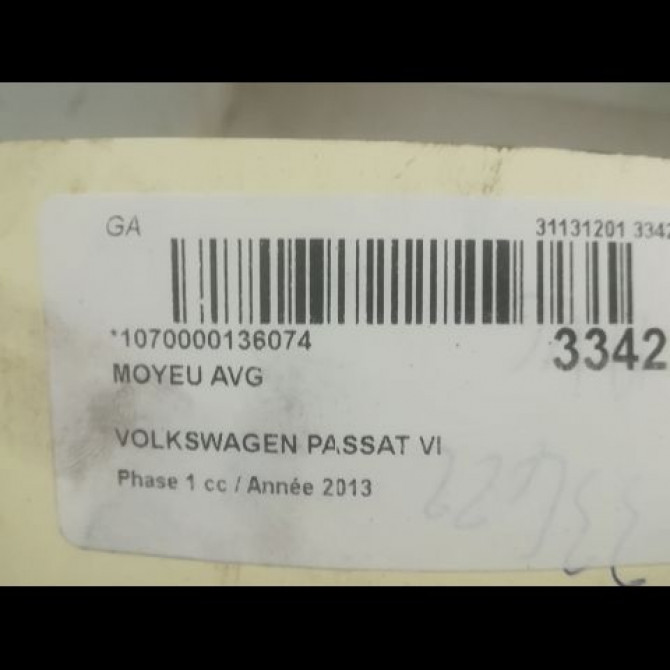 GA
31131201 3342
*1070000136074
3342
MOYEU AVG
VOLKSWAGEN PASSAT VI
Phase 1 cc / Année 2013